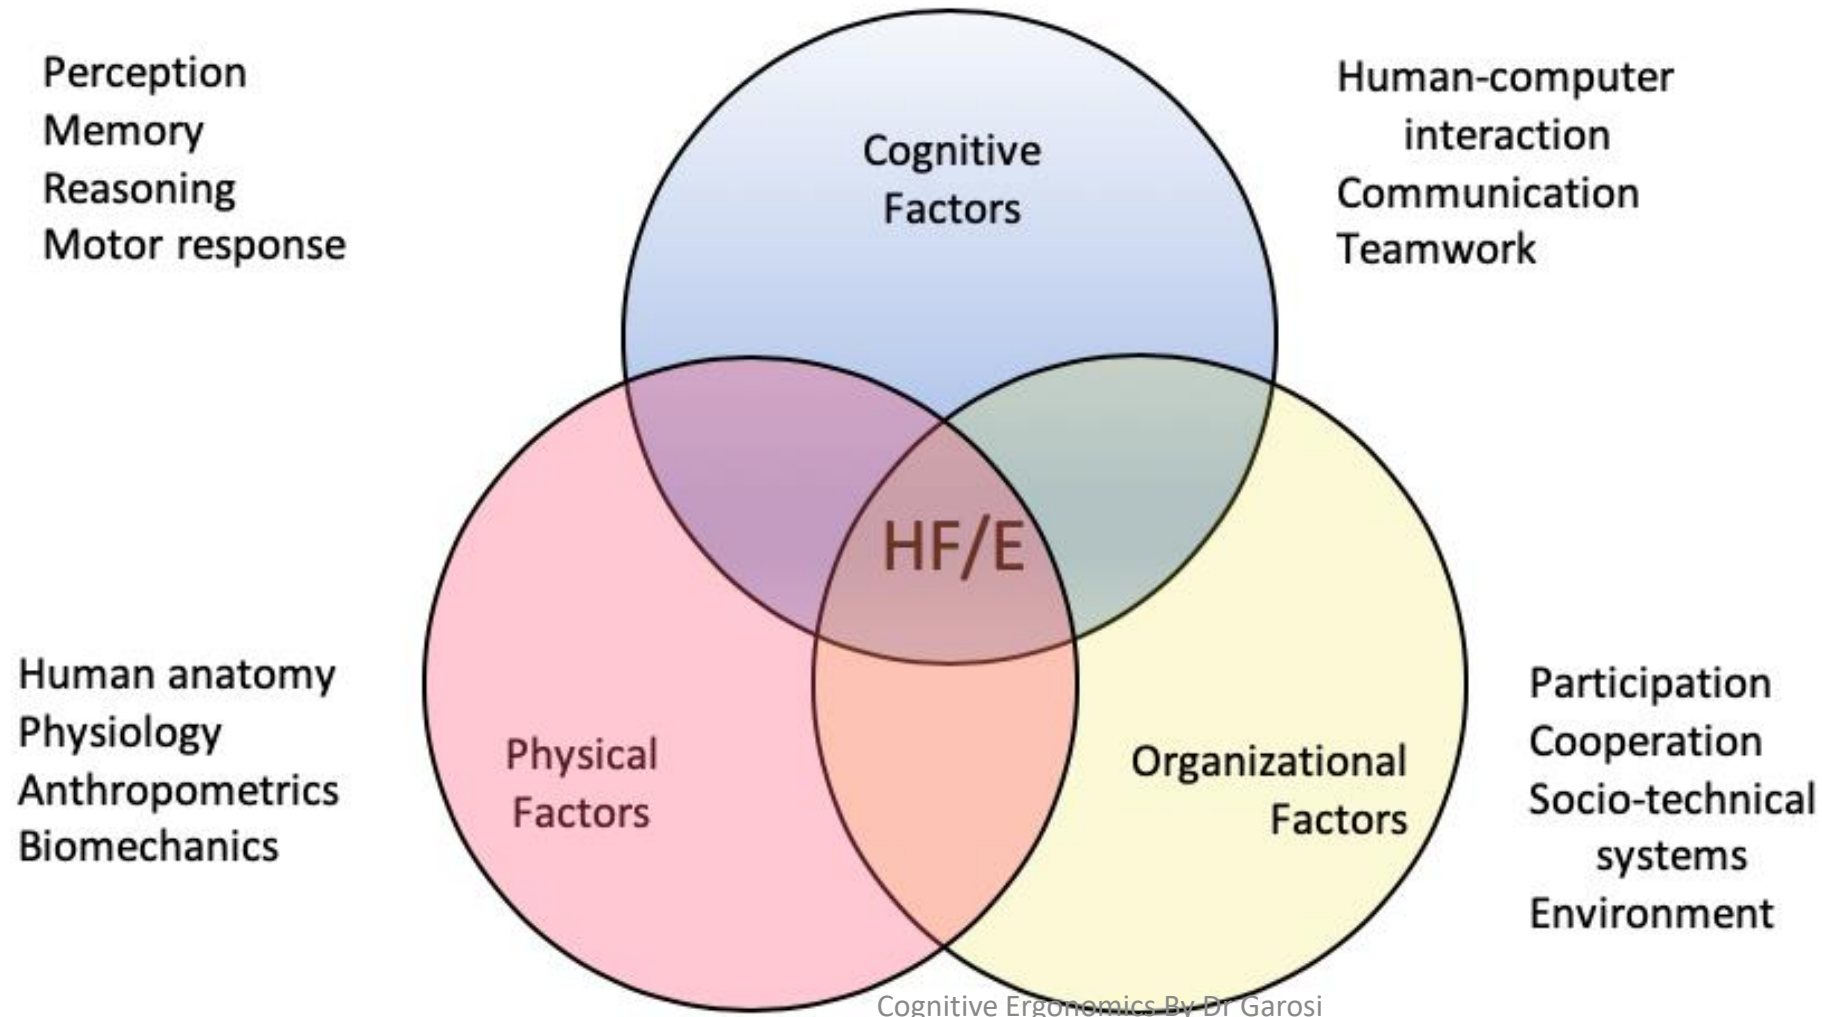 Perception
Memory
Reasoning
Motor response
Cognitive
Factors
Human-computer
interaction
Communication
Teamwork
HF/E
Human anatomy
Physiology
Anthropometrics
Biomechanics
Physical
Factors
Organizational
Factors
Participation
Cooperation
Socio-technical
systems
Environment
Cognitive Ergonomics By Dr Garosi